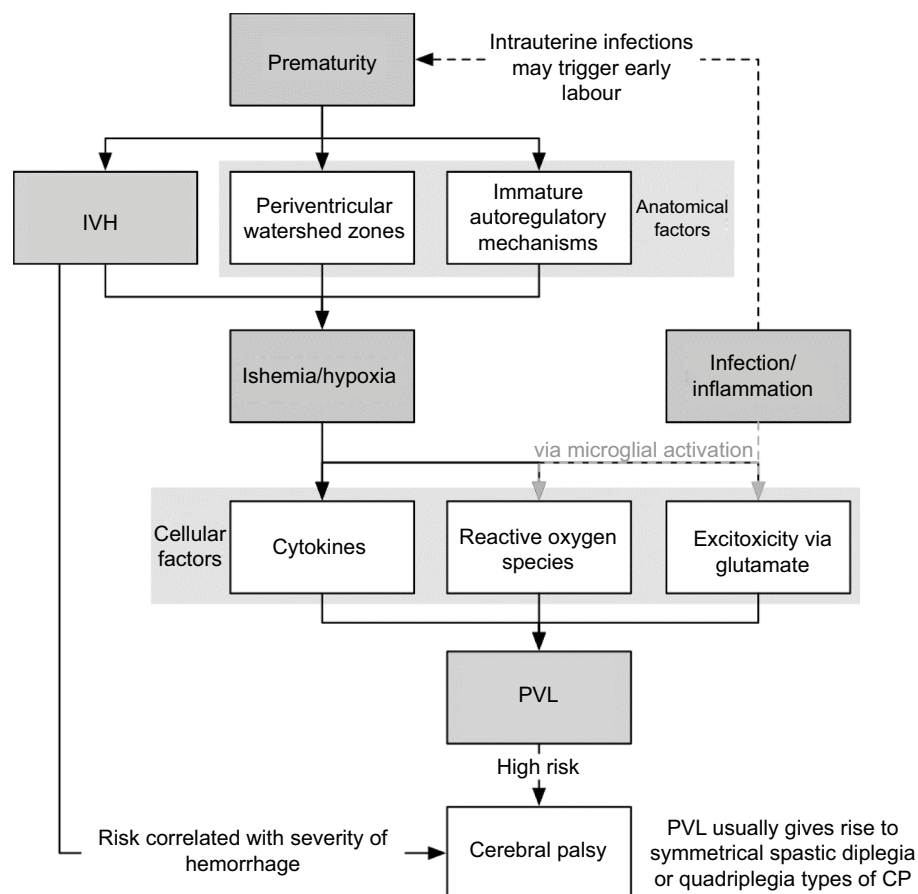 Prematurity
Intrauterine infections
may trigger early
labour
IVH
Periventricular
watershed zones
Immature
autoregulatory
mechanisms
Anatomical
factors
Ishemia/hypoxia
Infection/
inflammation
via microglial activation
Cellular
factors
Cytokines
Reactive oxygen
species
Excitoxicity via
glutamate
PVL
High risk
Risk correlated with severity of
hemorrhage
Cerebral palsy
PVL usually gives rise to
symmetrical spastic diplegia
or quadriplegia types of CP